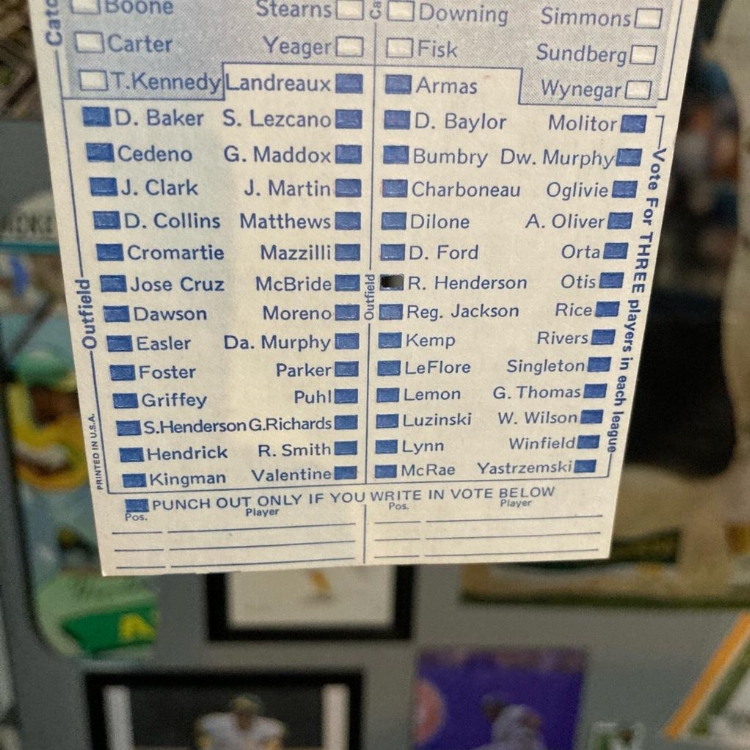 Boone Stearns Downing Simmons
Carter Yeager Fisk Sundberg
T.Kennedy Landreaux Armas Wynegar
D. Baker S. Lezcano D. Baylor Molitor
Cedeno G. Maddox Bumbry Dw. Murphy
J. Clark J. Martin Charboneau Oglivie
D. Collins Matthews Dilone A. Oliver
Cromartie Mazzilli D. Ford Orta
Jose Cruz McBride R. Henderson Otis
Dawson Moreno Reg. Jackson Rice
Easler Da. Murphy Kemp Rivers
Foster Parker LeFlore Singleton
Griffey Puhl Lemon G. Thomas
S.Henderson G.Richards Luzinski W. Wilson
Hendrick R. Smith Lynn Winfield
Kingman Valentine McRae Yastrzemski
Outfield
Outfield
Vote For THREE players in each league
PRINTED IN U.S.A.
PUNCH OUT ONLY IF YOU WRITE IN VOTE BELOW
Pos. Player Pos. Player